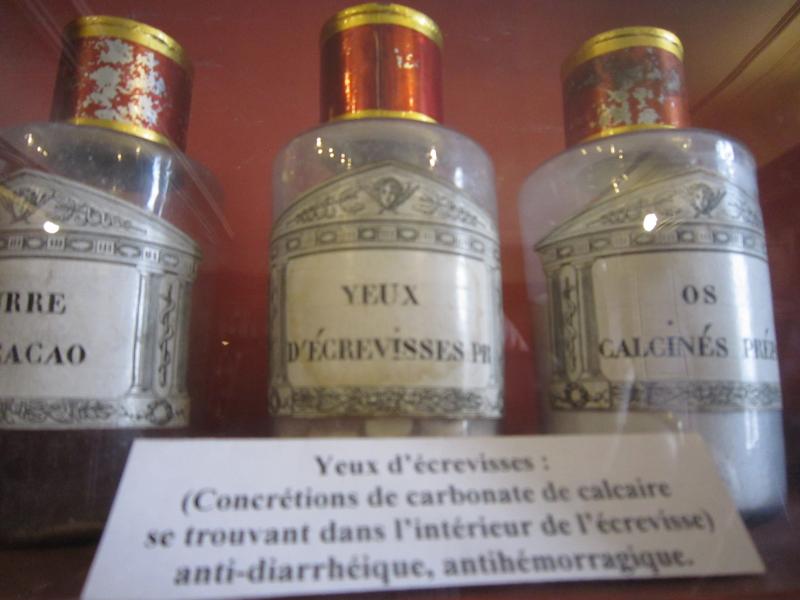 CACAO
YEUX
D'ÉCREVISSES PR
OS
CALCINÉS PRÉP
Yeux d'écrevisses :
(Concrétions de carbonate de calcaire
se trouvant dans l'intérieur de l'écrevisse)
anti-diarrhéique, antihémorragique.